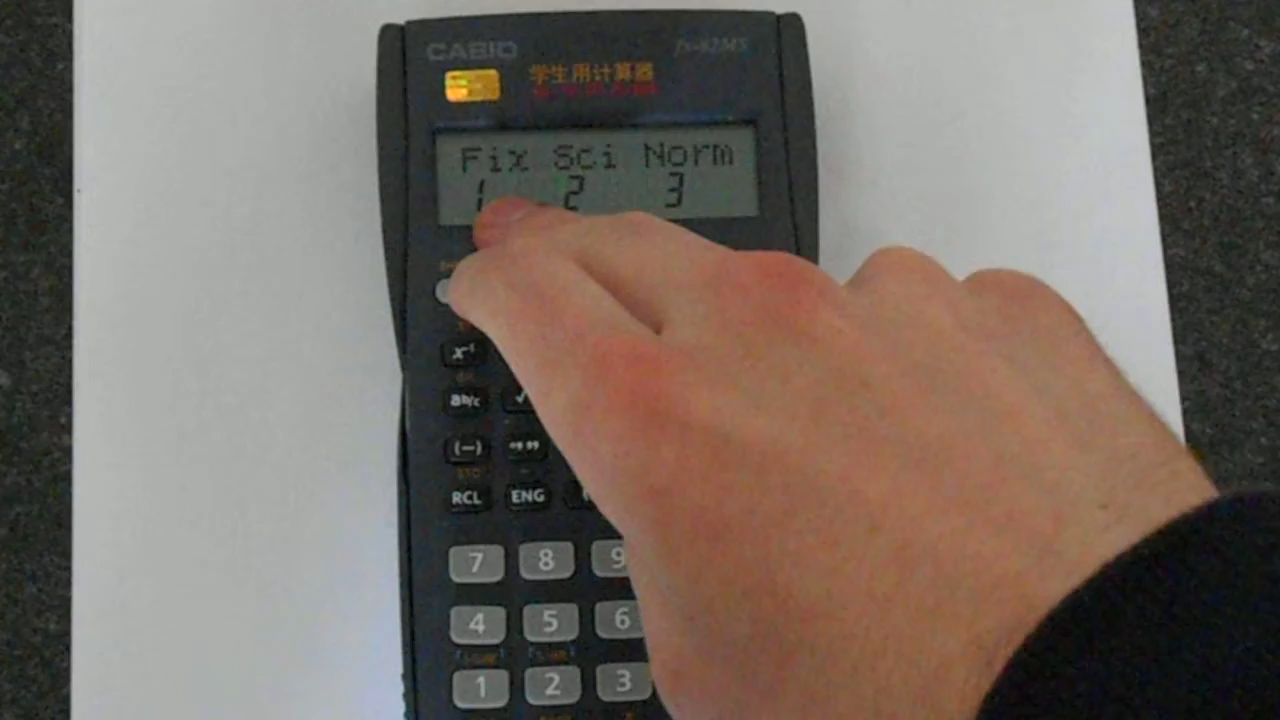 CASIO fx-82MS
学生用计算器
Fix Sci Norm
1 2 3
x⁻¹
ab/c √
(−) °’”
RCL ENG
7 8 9
4 5 6
1 2 3